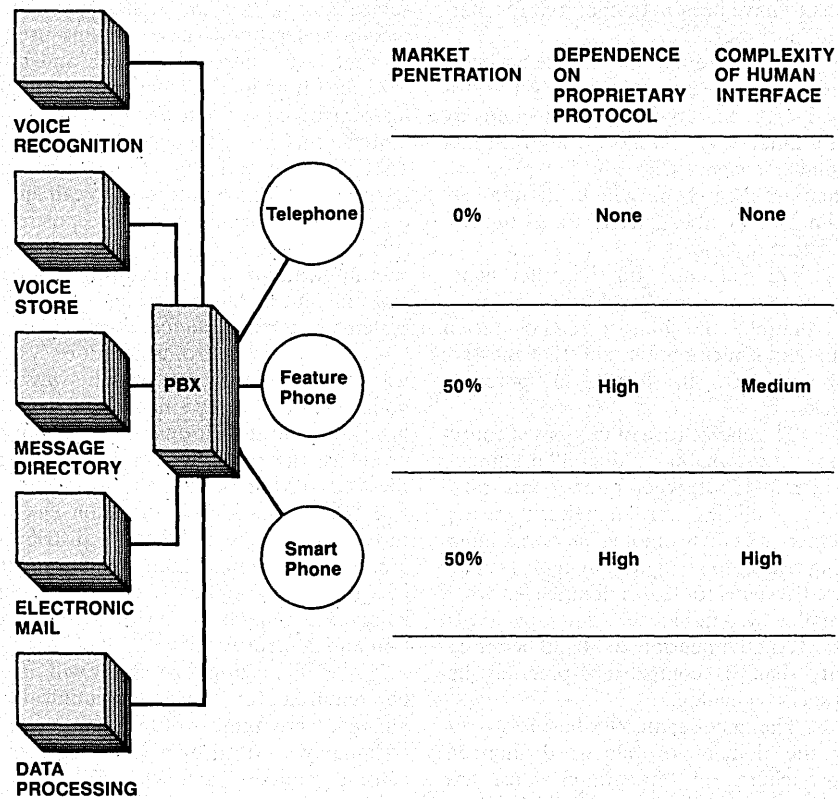 MARKET
PENETRATION
DEPENDENCE
ON
PROPRIETARY
PROTOCOL
COMPLEXITY
OF HUMAN
INTERFACE
VOICE
RECOGNITION
Telephone
0%
None
None
VOICE
STORE
PBX
Feature
Phone
50%
High
Medium
MESSAGE
DIRECTORY
Smart
Phone
50%
High
High
ELECTRONIC
MAIL
DATA
PROCESSING